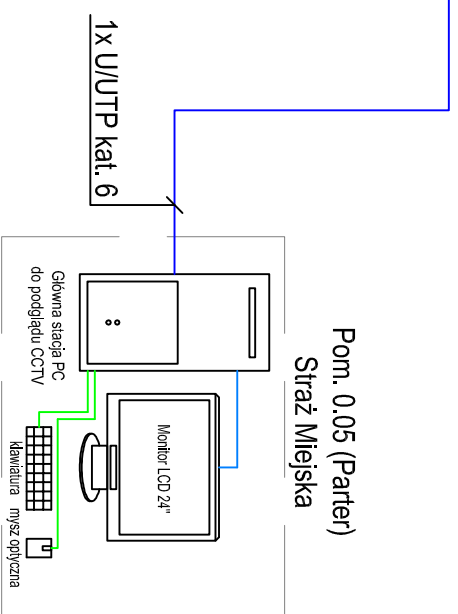 Pom. 0.05 (Parter)
Straż Miejska
1x U/UTP kat. 6
Główna stacja PC
do podglądu CCTV
Monitor LCD 24"
klawiatura
mysz optyczna